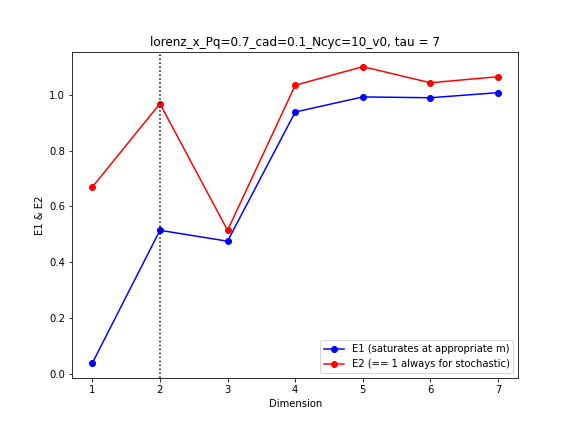 lorenz_x_Pq=0.7_cad=0.1_Ncyc=10_v0, tau = 7
1.0
0.8
0.6
0.4
0.2
0.0
E1 & E2
E1 (saturates at appropriate m)
E2 (== 1 always for stochastic)
1 2 3 4 5 6 7
Dimension